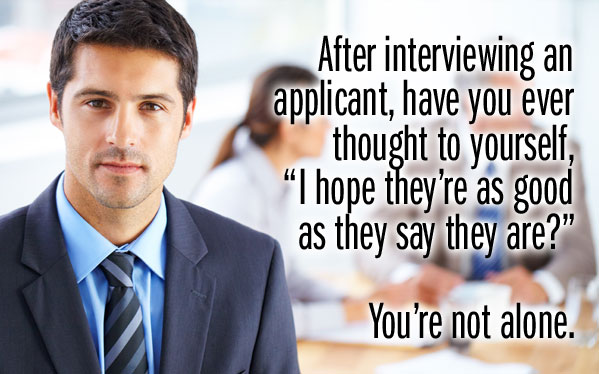 After interviewing an
applicant, have you ever
thought to yourself,
“I hope they’re as good
as they say they are?”
You’re not alone.